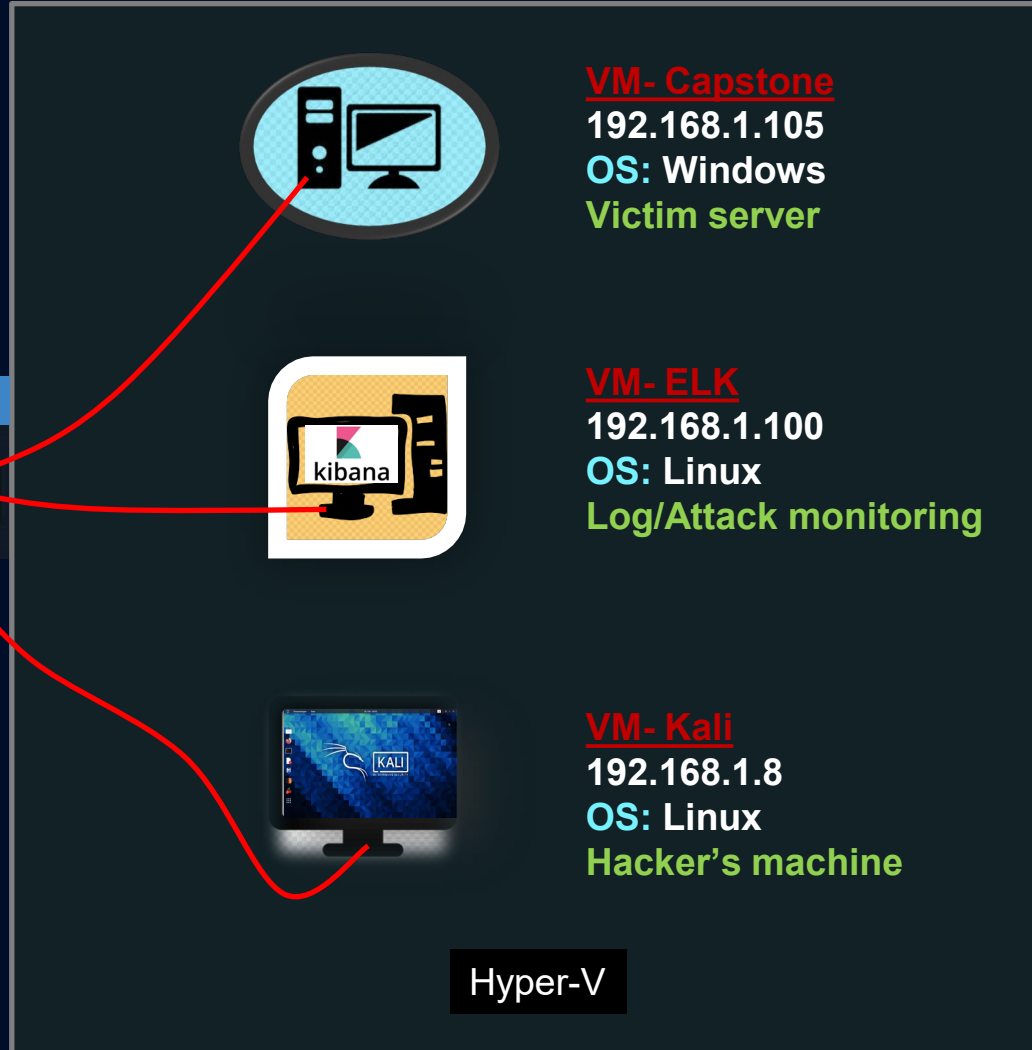 VM- Capstone
192.168.1.105
OS: Windows
Victim server
kibana
VM- ELK
192.168.1.100
OS: Linux
Log/Attack monitoring
KALI
VM- Kali
192.168.1.8
OS: Linux
Hacker’s machine
Hyper-V